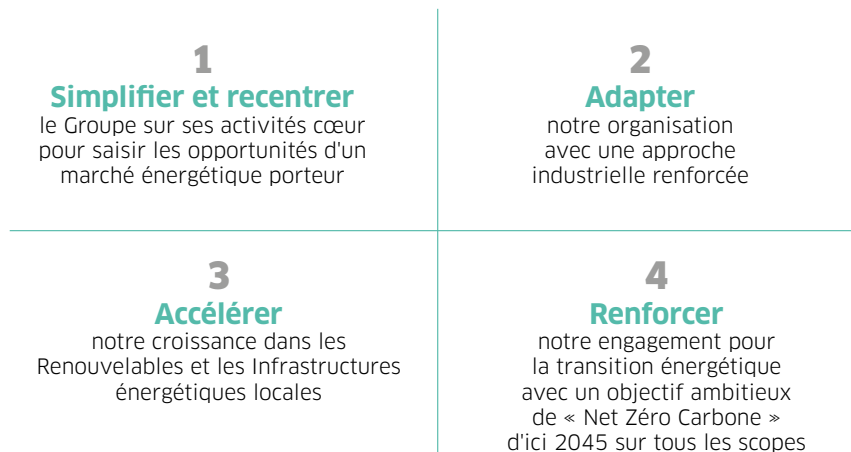 1
Simplifier et recentrer
le Groupe sur ses activités cœur
pour saisir les opportunités d'un
marché énergétique porteur
2
Adapter
notre organisation
avec une approche
industrielle renforcée
3
Accélérer
notre croissance dans les
Renouvelables et les Infrastructures
énergétiques locales
4
Renforcer
notre engagement pour
la transition énergétique
avec un objectif ambitieux
de « Net Zéro Carbone »
d'ici 2045 sur tous les scopes